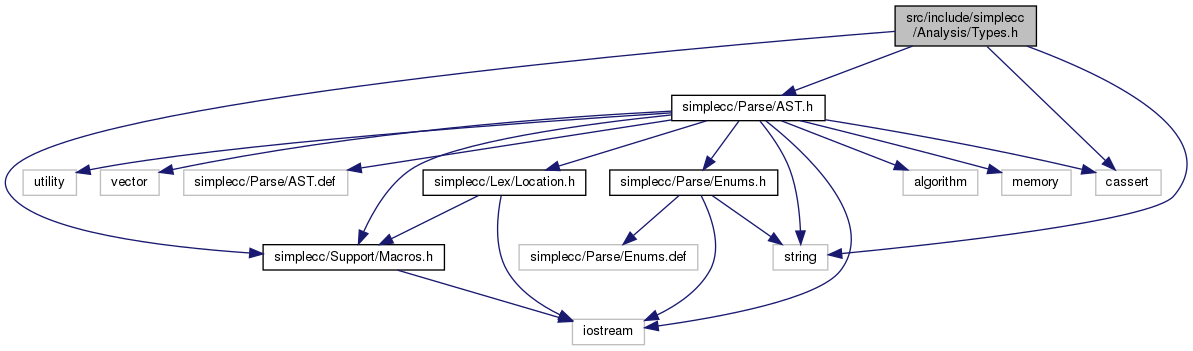 src/include/simplecc
/Analysis/Types.h
simplecc/Parse/AST.h
utility
vector
simplecc/Parse/AST.def
simplecc/Lex/Location.h
simplecc/Parse/Enums.h
algorithm
memory
cassert
simplecc/Support/Macros.h
simplecc/Parse/Enums.def
string
iostream